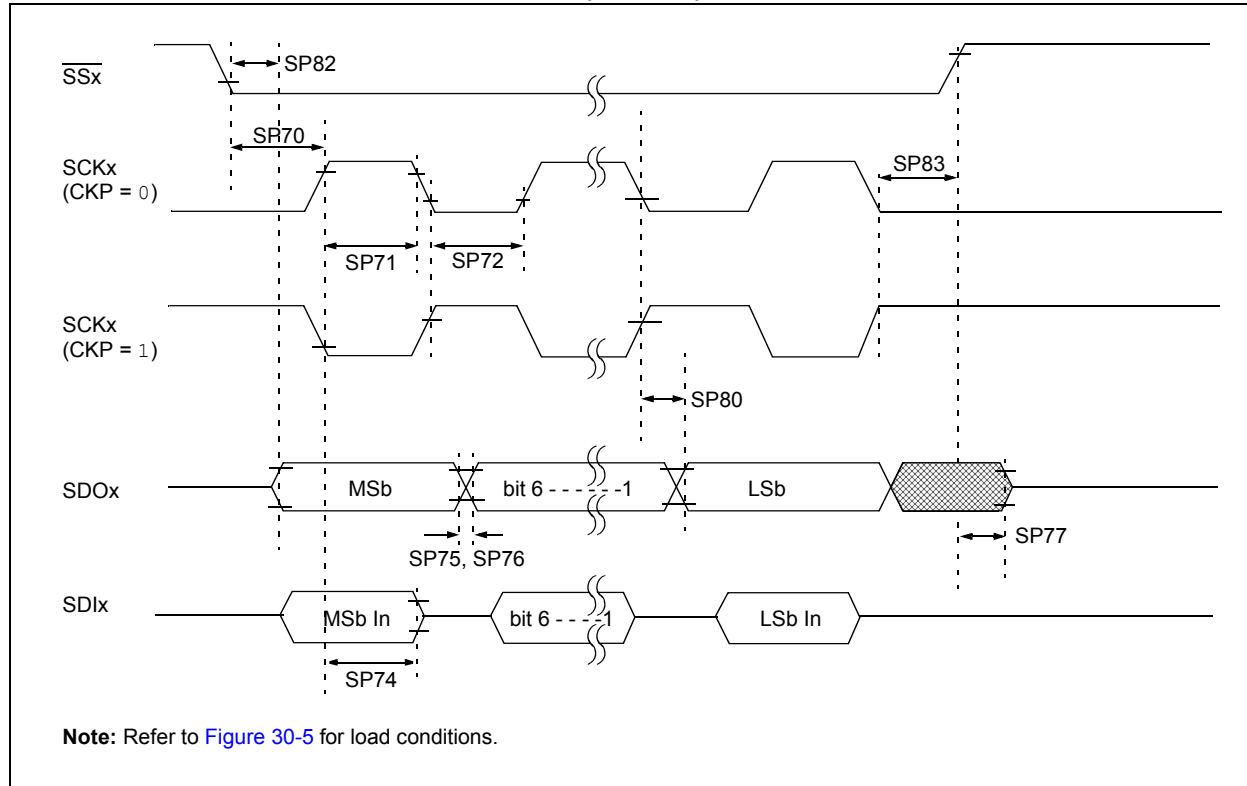 SSx
SP82
SP70
SCKx
(CKP = 0)
SP83
SP71
SP72
SCKx
(CKP = 1)
SP80
SDOx
MSb
bit 6 - - - - - -1
LSb
SP77
SP75, SP76
SDIx
MSb In
bit 6 - - - -1
LSb In
SP74
Note: Refer to Figure 30-5 for load conditions.